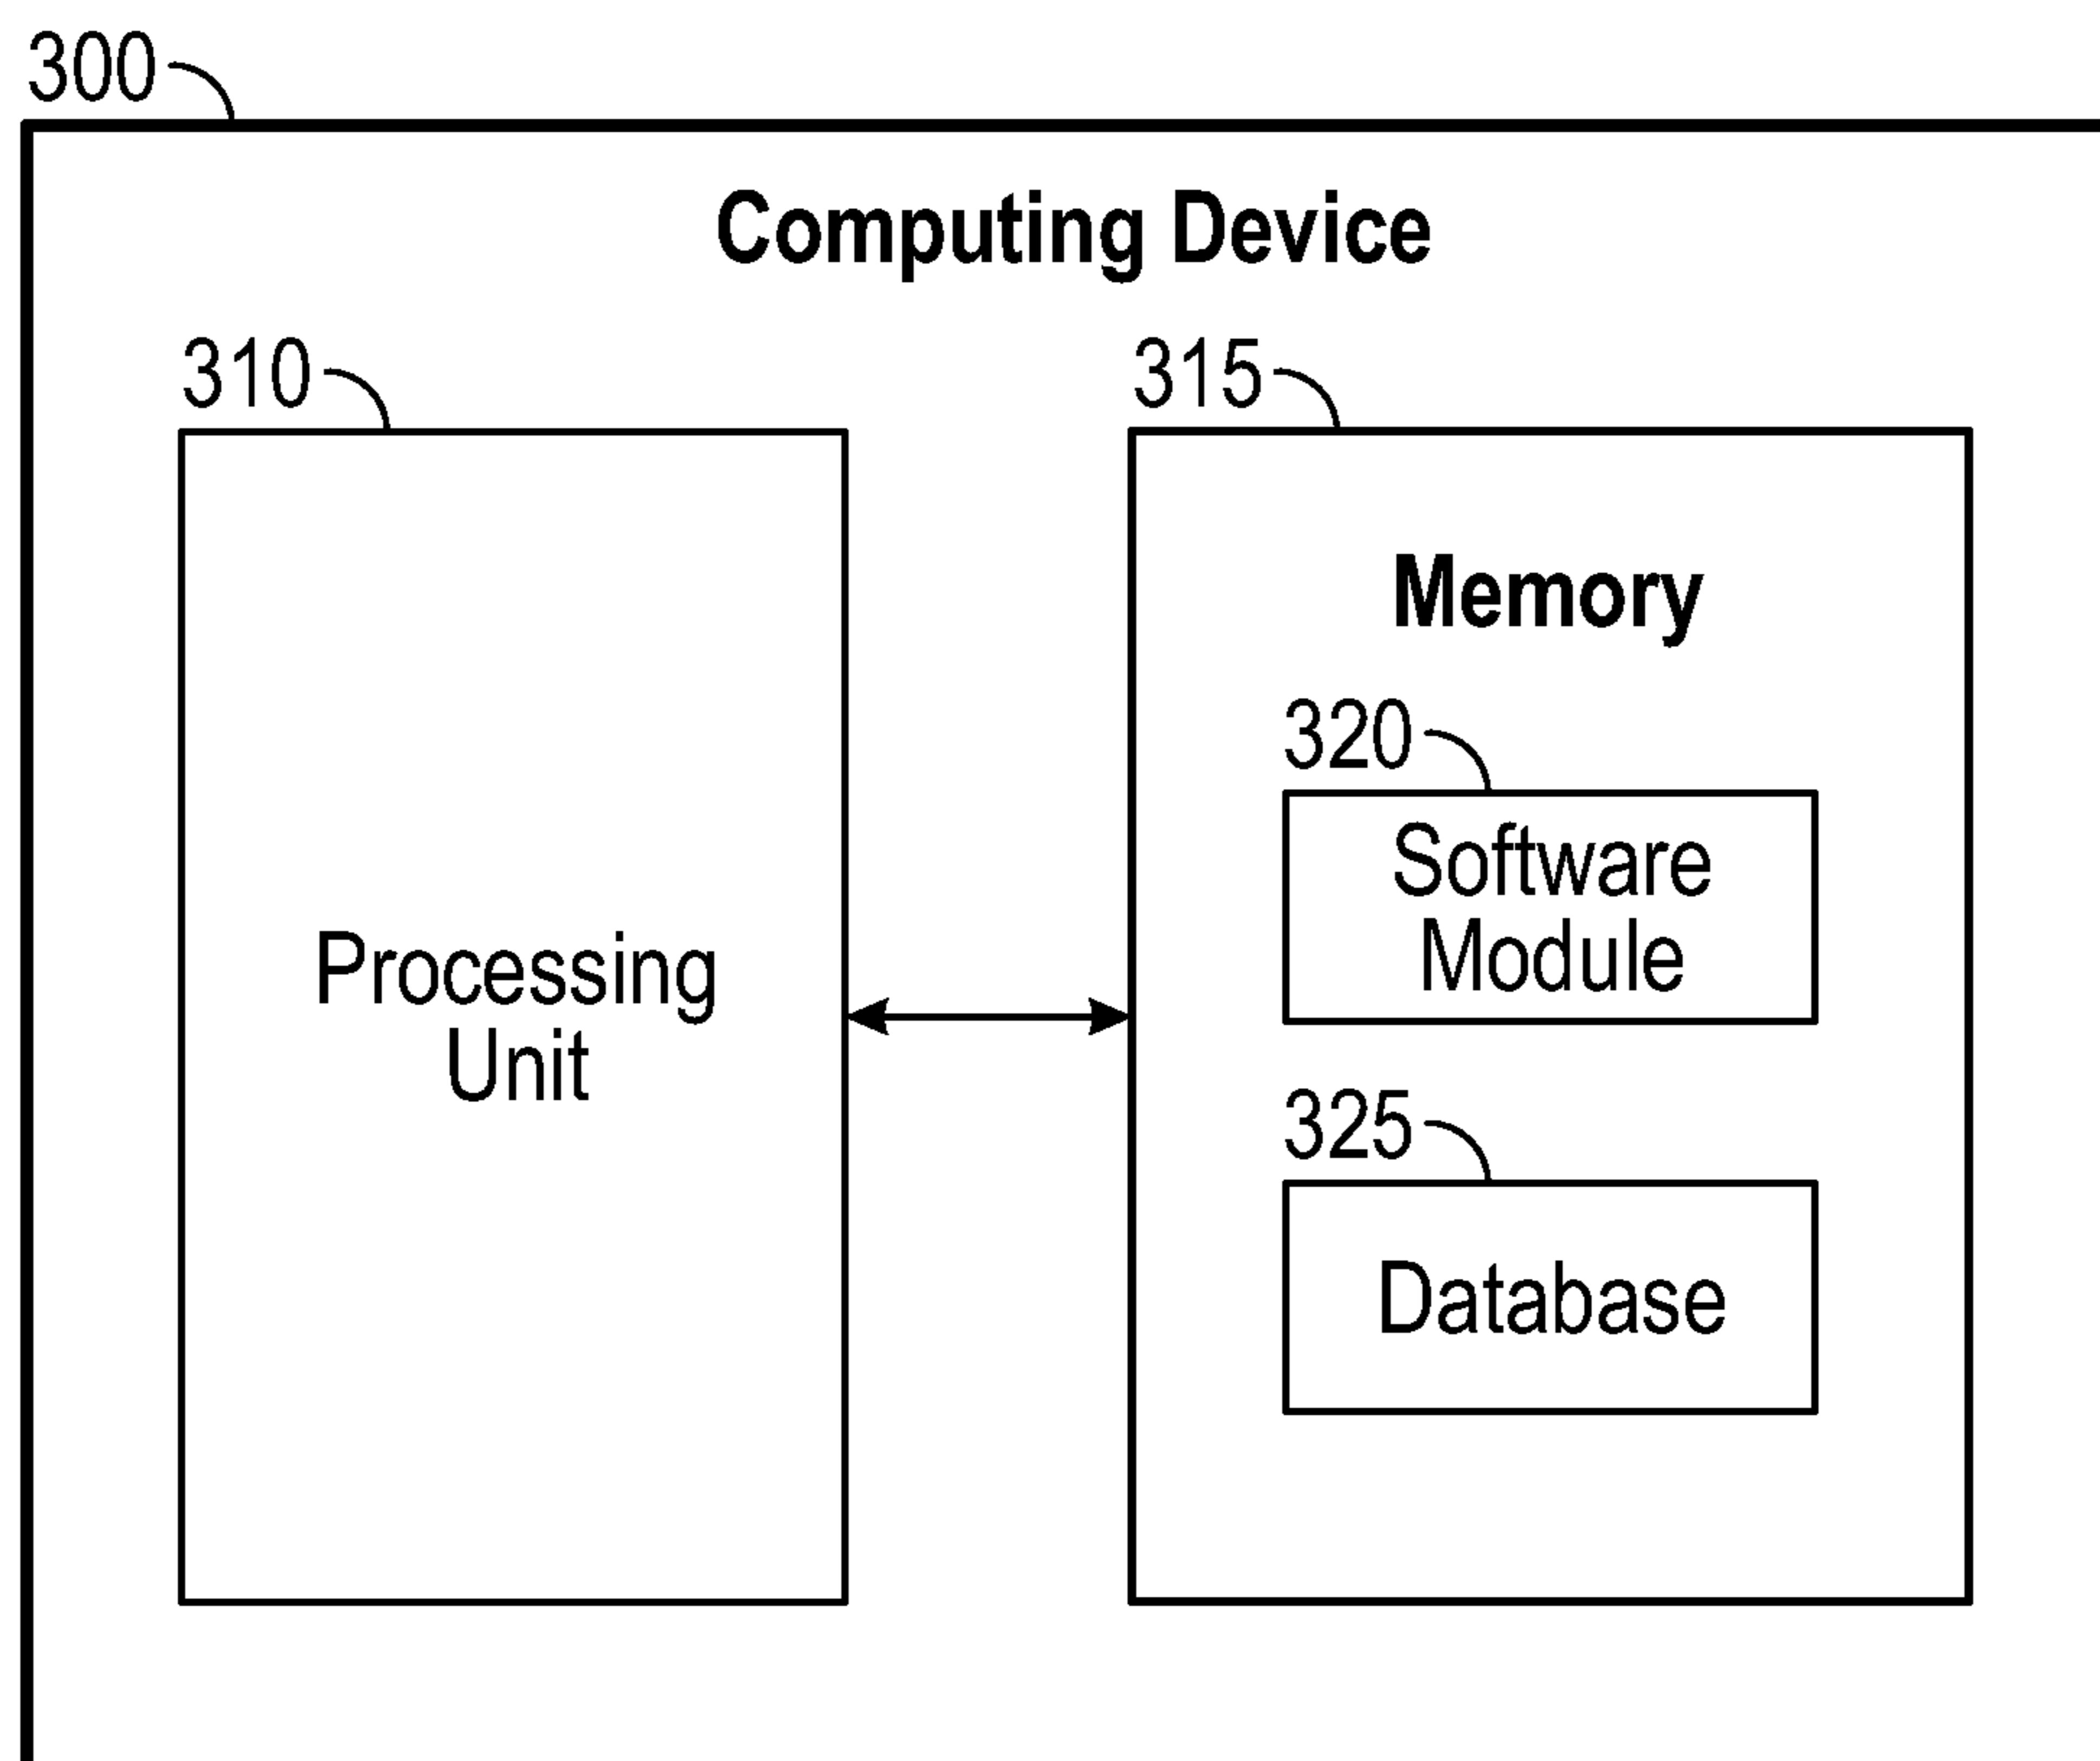 300
Computing Device
310
315
Memory
320
Software
Module
Processing
Unit
325
Database